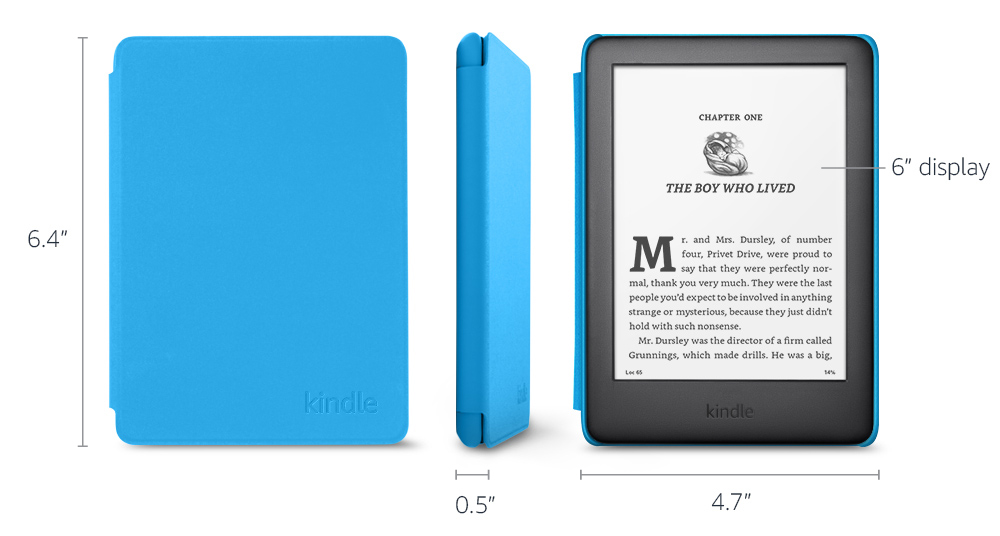 6.4″
kindle
0.5″
CHAPTER ONE
THE BOY WHO LIVED
Mr. and Mrs. Dursley, of number
four, Privet Drive, were proud to
say that they were perfectly nor-
mal, thank you very much. They were the last
people you'd expect to be involved in anything
strange or mysterious, because they just didn't
hold with such nonsense.
Mr. Dursley was the director of a firm called
Grunnings, which made drills. He was a big,
Loc 65 14%
kindle
6″ display
4.7″